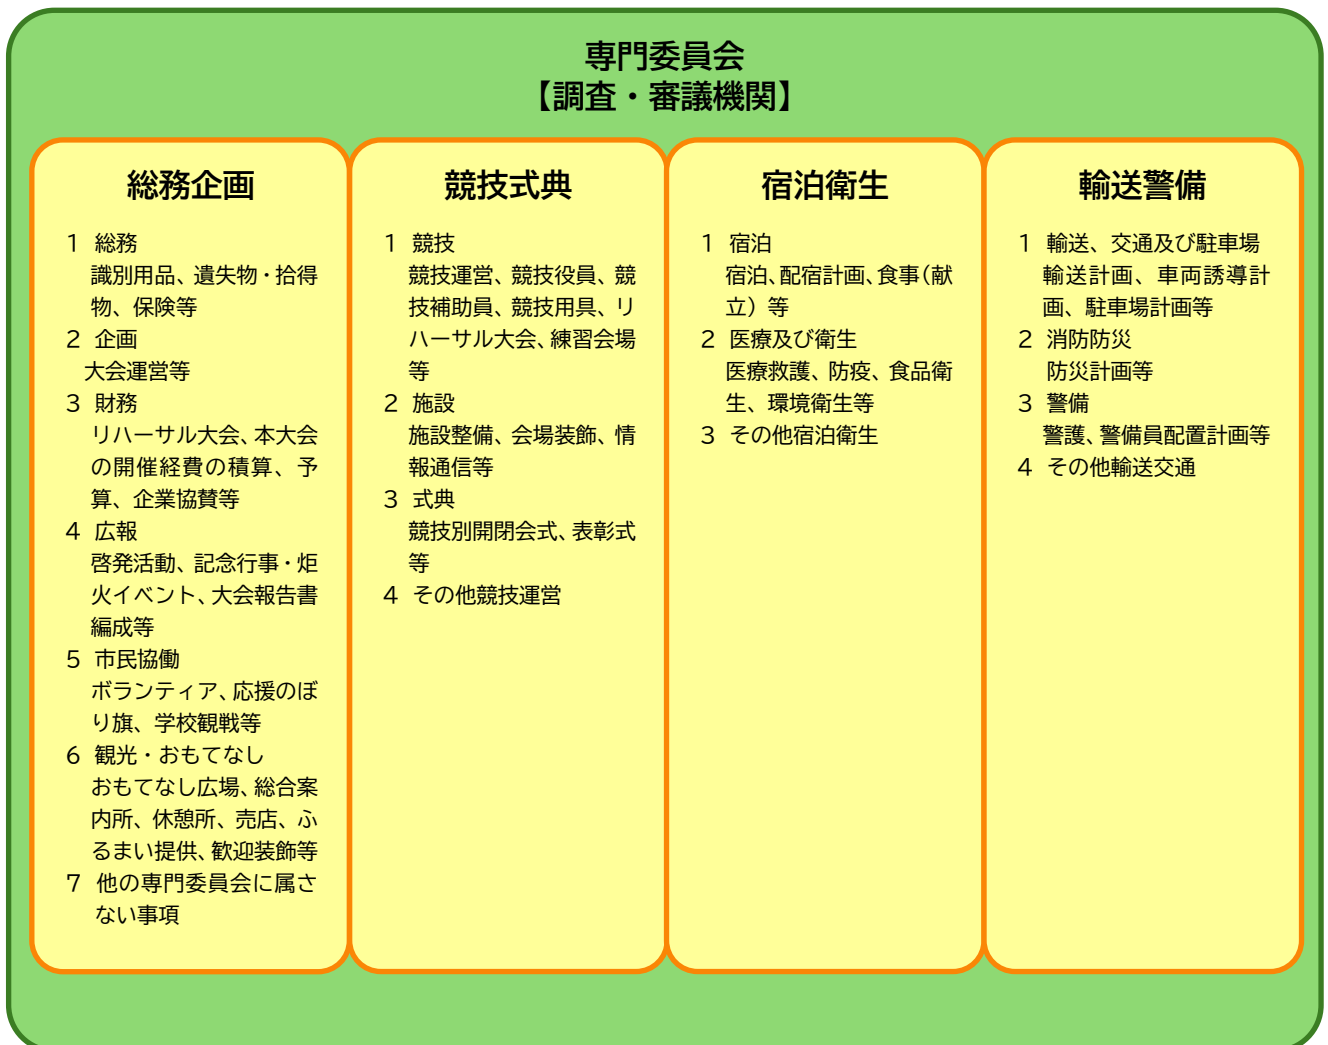 専門委員会
【調査・審議機関】
総務企画
1 総務
識別用品、遺失物・拾得
物、保険等
2 企画
大会運営等
3 財務
リハーサル大会、本大会
の開催経費の積算、予
算、企業協賛等
4 広報
啓発活動、記念行事・炬
火イベント、大会報告書
編成等
5 市民協働
ボランティア、応援のぼ
り旗、学校観戦等
6 観光・おもてなし
おもてなし広場、総合案
内所、休憩所、売店、ふ
るまい提供、歓迎装飾等
7 他の専門委員会に属さ
ない事項
競技式典
1 競技
競技運営、競技役員、競
技補助員、競技用具、リ
ハーサル大会、練習会場
等
2 施設
施設整備、会場装飾、情
報通信等
3 式典
競技別開閉会式、表彰式
等
4 その他競技運営
宿泊衛生
1 宿泊
宿泊、配宿計画、食事(献
立)等
2 医療及び衛生
医療救護、防疫、食品衛
生、環境衛生等
3 その他宿泊衛生
輸送警備
1 輸送、交通及び駐車場
輸送計画、車両誘導計
画、駐車場計画等
2 消防防災
防災計画等
3 警備
警護、警備員配置計画等
4 その他輸送交通